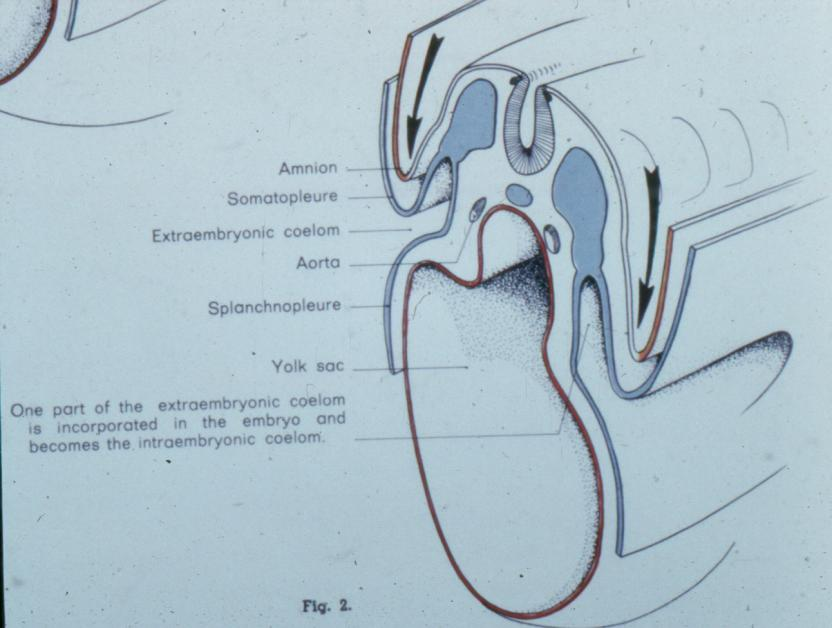 Amnion
Somatopleure
Extraembryonic coelom
Aorta
Splanchnopleure
Yolk sac
One part of the extraembryonic coelom
is incorporated in the embryo and
becomes the intraembryonic coelom.
Fig. 2.